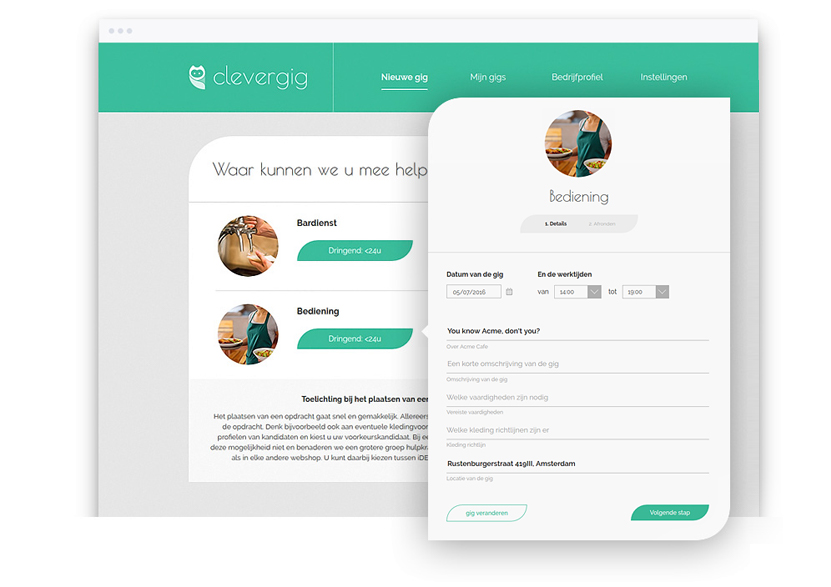 clevergig
Nieuwe gig
Mijn gigs
Bedrijfprofiel
Instellingen
Waar kunnen we u mee help
Bardienst
Dringend: <24u
Bediening
Dringend: <24u
Toelichting bij het plaatsen van eer
Het plaatsen van een opdracht gaat snel en gemakkelijk. Allereers
de opdracht. Denk bijvoorbeeld ook aan eventuele kledingvoor
profielen van kandidaten en kiest u uw voorkeurskandidaat. Bij ee
deze mogelijkheid niet en benaderen we een grotere groep hulpkra
als in elke andere webshop. U kunt daarbij kiezen tussen iDE
Bediening
1. Details
2. Afronden
Datum van de gig
En de werktijden
05/07/2016
van 14:00 tot 19:00
You know Acme, don't you?
Over Acme Cafe
Een korte omschrijving van de gig
Omschrijving van de gig
Welke vaardigheden zijn nodig
Vereiste vaardigheden
Welke kleding richtlijnen zijn er
Kleding richtlijn
Rustenburgerstraat 419III, Amsterdam
Locatie van de gig
gig veranderen
Volgende stap